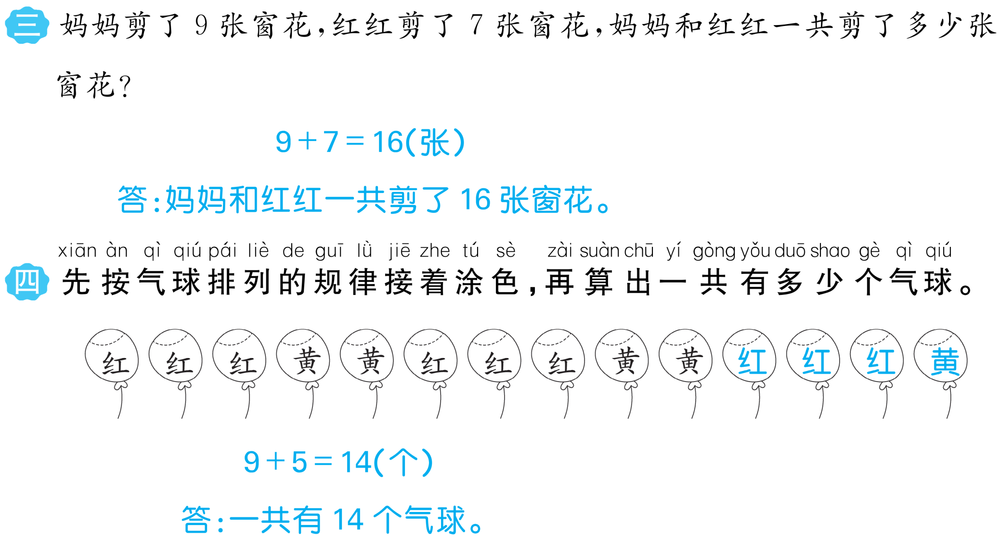 三 妈妈剪了 9 张窗花,红红剪了 7 张窗花,妈妈和红红一共剪了多少张
窗花?
9+7=16(张)
答:妈妈和红红一共剪了 16 张窗花。
xiān àn qì qiú pái liè de guī lǜ jiē zhe tú sè zài suàn chū yí gòng yǒu duō shao gè qì qiú
四 先按气球排列的规律接着涂色,再算出一共有多少个气球。
红 红 红 黄 黄 红 红 红 黄 黄 红 红 红 黄
9+5=14(个)
答:一共有 14 个气球。